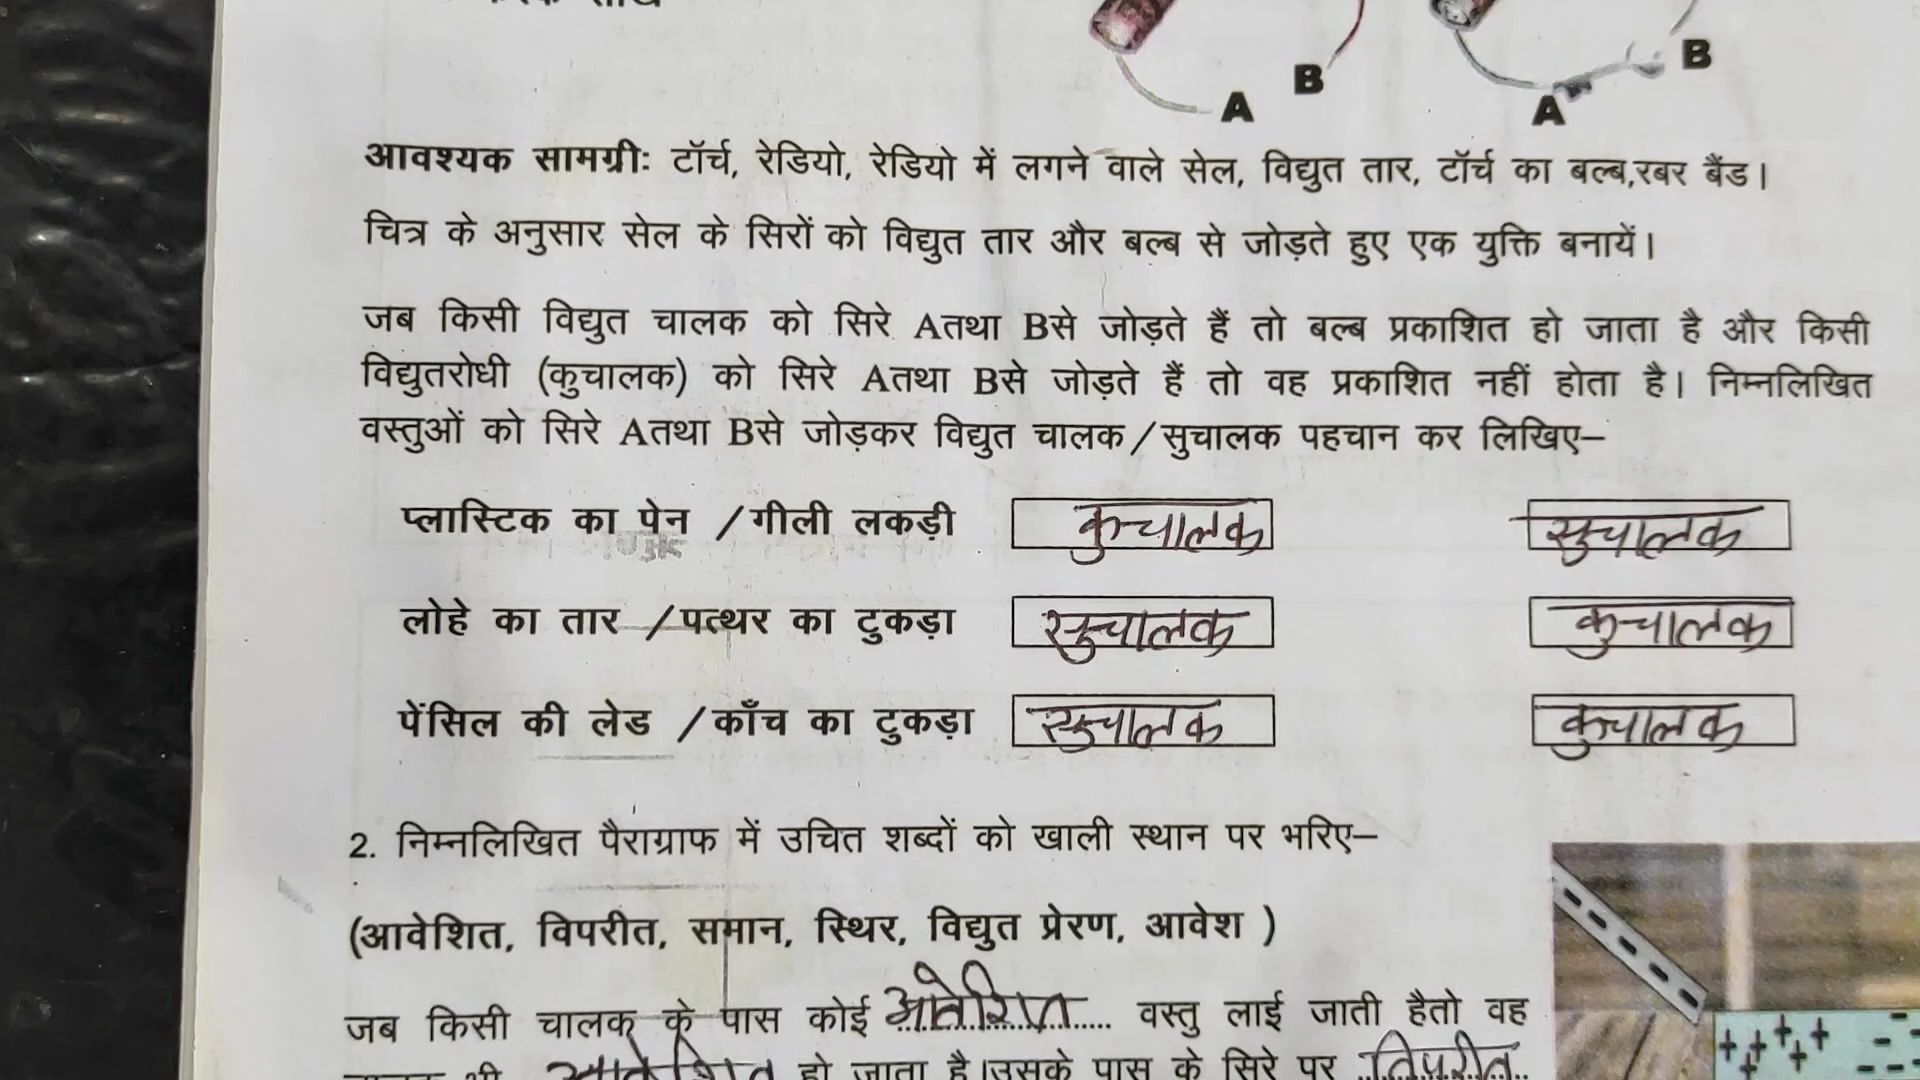 B
B
A
A
आवश्यक सामग्रीः टॉर्च, रेडियो, रेडियो में लगने वाले सेल, विद्युत तार, टॉर्च का बल्ब,रबर बैंड।
चित्र के अनुसार सेल के सिरों को विद्युत तार और बल्ब से जोड़ते हुए एक युक्ति बनायें।
जब किसी विद्युत चालक को सिरे Aतथा Bसे जोड़ते हैं तो बल्ब प्रकाशित हो जाता है और किसी
विद्युतरोधी (कुचालक) को सिरे Aतथा Bसे जोड़ते हैं तो वह प्रकाशित नहीं होता है। निम्नलिखित
वस्तुओं को सिरे Aतथा Bसे जोड़कर विद्युत चालक/सुचालक पहचान कर लिखिए–
प्लास्टिक का पेन /गीली लकड़ी कुचालक सुचालक
लोहे का तार /पत्थर का टुकड़ा सुचालक कुचालक
पेंसिल की लेड /काँच का टुकड़ा सुचालक कुचालक
2. निम्नलिखित पैराग्राफ में उचित शब्दों को खाली स्थान पर भरिए–
(आवेशित, विपरीत, समान, स्थिर, विद्युत प्रेरण, आवेश )
जब किसी चालक के पास कोई आवेशित वस्तु लाई जाती हैतो वह
आवेशित हो जाता है।उसके पास के सिरे पर विपरीत